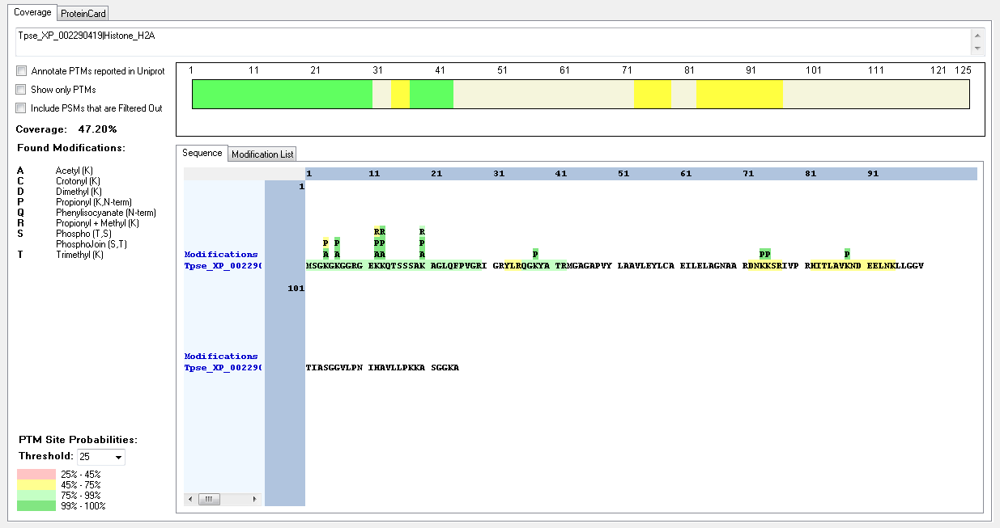 Coverage ProteinCard
Tpse_XP_002290419|Histone_H2A
Annotate PTMs reported in Uniprot
Show only PTMs
Include PSMs that are Filtered Out
Coverage: 47.20%
1 11 21 31 41 51 61 71 81 91 101 111 121 125
Found Modifications:
A Acetyl (K)
C Crotonyl (K)
D Dimethyl (K)
P Propionyl (K,N-term)
Q Phenylisocyanate (N-term)
R Propionyl + Methyl (K)
S Phospho (T,S)
PhosphoJoin (S,T)
T Trimethyl (K)
Sequence Modification List
1 11 21 31 41 51 61 71 81 91
1
RR R
P P PP P
Modifications A A AA A P PP P
Tpse_XP_00229( MSGKGKGGRG EKKQTSSSAK AGLQFPVGRI GRYLRQGKYA TRMGAGAPVY LAAVLEYLCA EILELAGNAA RDNKKSRIVP RHITLAVKND EELNKLLGGV
101
Modifications
Tpse_XP_00229( TIASGGVLPN IHAVLLPKKA SGGKA
PTM Site Probabilities:
Threshold: 25
25% - 45%
45% - 75%
75% - 99%
99% - 100%